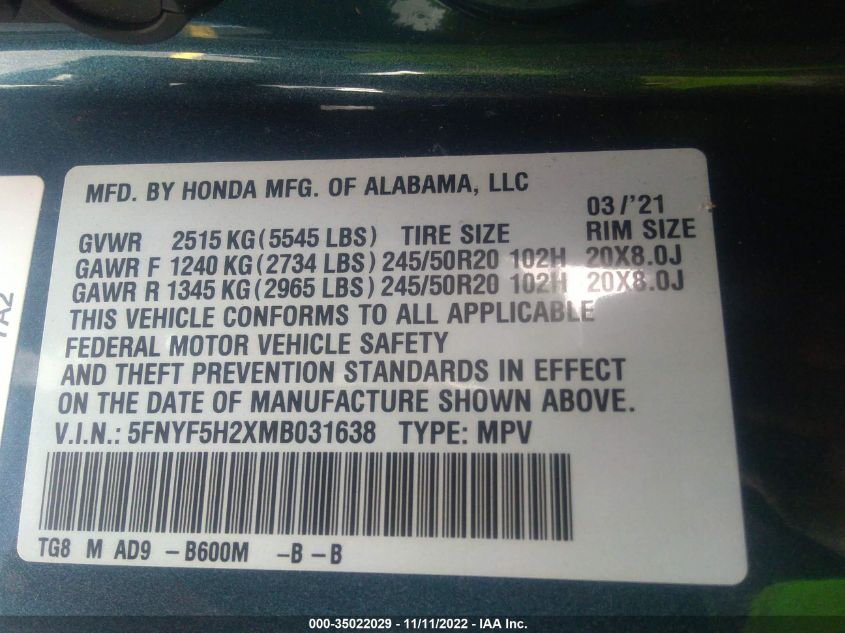 MFD. BY HONDA MFG. OF ALABAMA, LLC
03/'21
GVWR 2515 KG (5545 LBS) TIRE SIZE RIM SIZE
GAWR F 1240 KG (2734 LBS) 245/50R20 102H 20X8.0J
GAWR R 1345 KG (2965 LBS) 245/50R20 102H 20X8.0J
THIS VEHICLE CONFORMS TO ALL APPLICABLE
FEDERAL MOTOR VEHICLE SAFETY
AND THEFT PREVENTION STANDARDS IN EFFECT
ON THE DATE OF MANUFACTURE SHOWN ABOVE.
V.I.N.: 5FNYF5H2XMB031638 TYPE: MPV
TG8 M AD9 -B600M -B -B
000-35022029 - 11/11/2022 - IAA Inc.